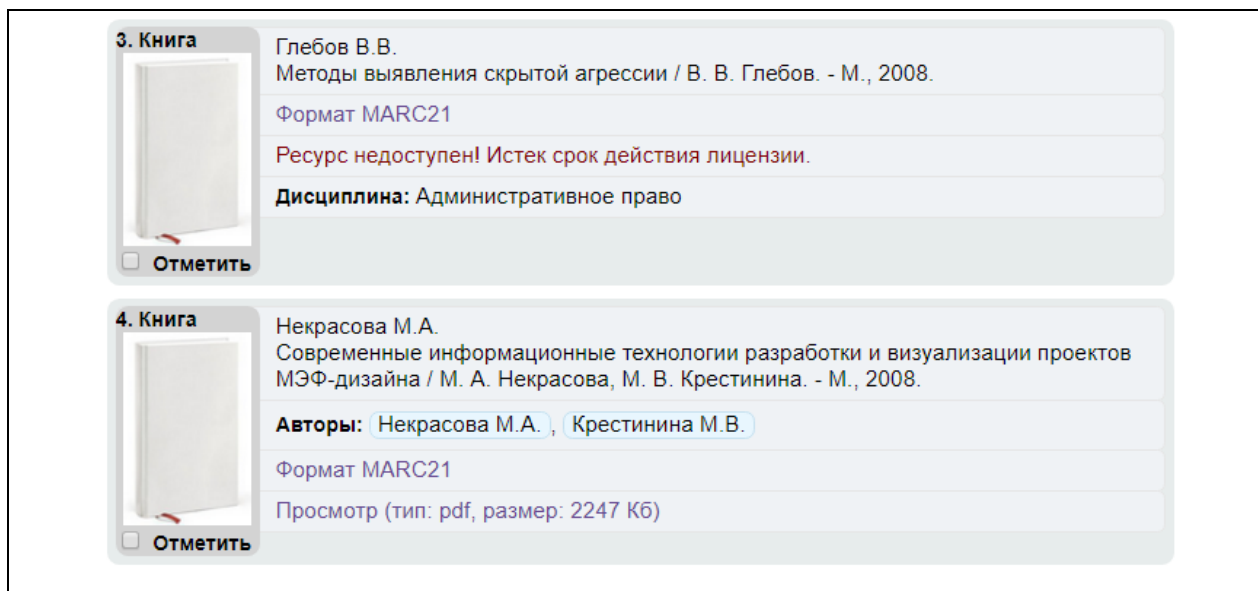 3. Книга
Глебов В.В.
Методы выявления скрытой агрессии / В. В. Глебов. - М., 2008.
Формат MARC21
Ресурс недоступен! Истек срок действия лицензии.
Дисциплина: Административное право
Отметить
4. Книга
Некрасова М.А.
Современные информационные технологии разработки и визуализации проектов
МЭФ-дизайна / М. А. Некрасова, М. В. Крестинина. - М., 2008.
Авторы: Некрасова М.А. , Крестинина М.В.
Формат MARC21
Просмотр (тип: pdf, размер: 2247 Кб)
Отметить